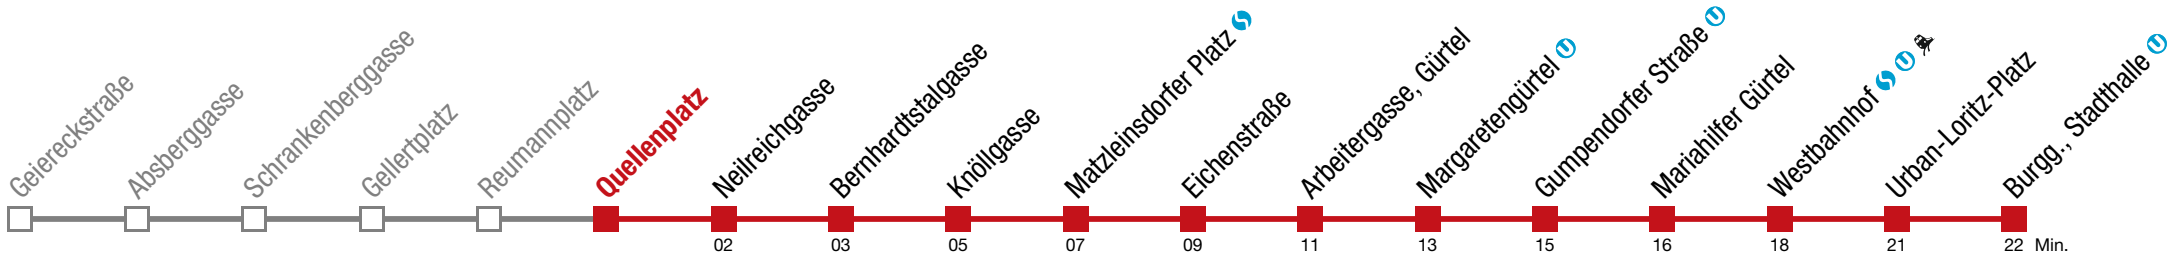 Geiereckstraße
Absberggasse
Schrankenberggasse
Gellertplatz
Reumannplatz
Quellenplatz
Neilreichgasse
Bernhardtstalgasse
Knöllgasse
Matzleinsdorfer Platz
Eichenstraße
Arbeitergasse, Gürtel
Margaretengürtel
Gumpendorfer Straße
Mariahilfer Gürtel
Westbahnhof
Urban-Loritz-Platz
Burgg., Stadthalle
02 03 05 07 09 11 13 15 16 18 21 22 Min.